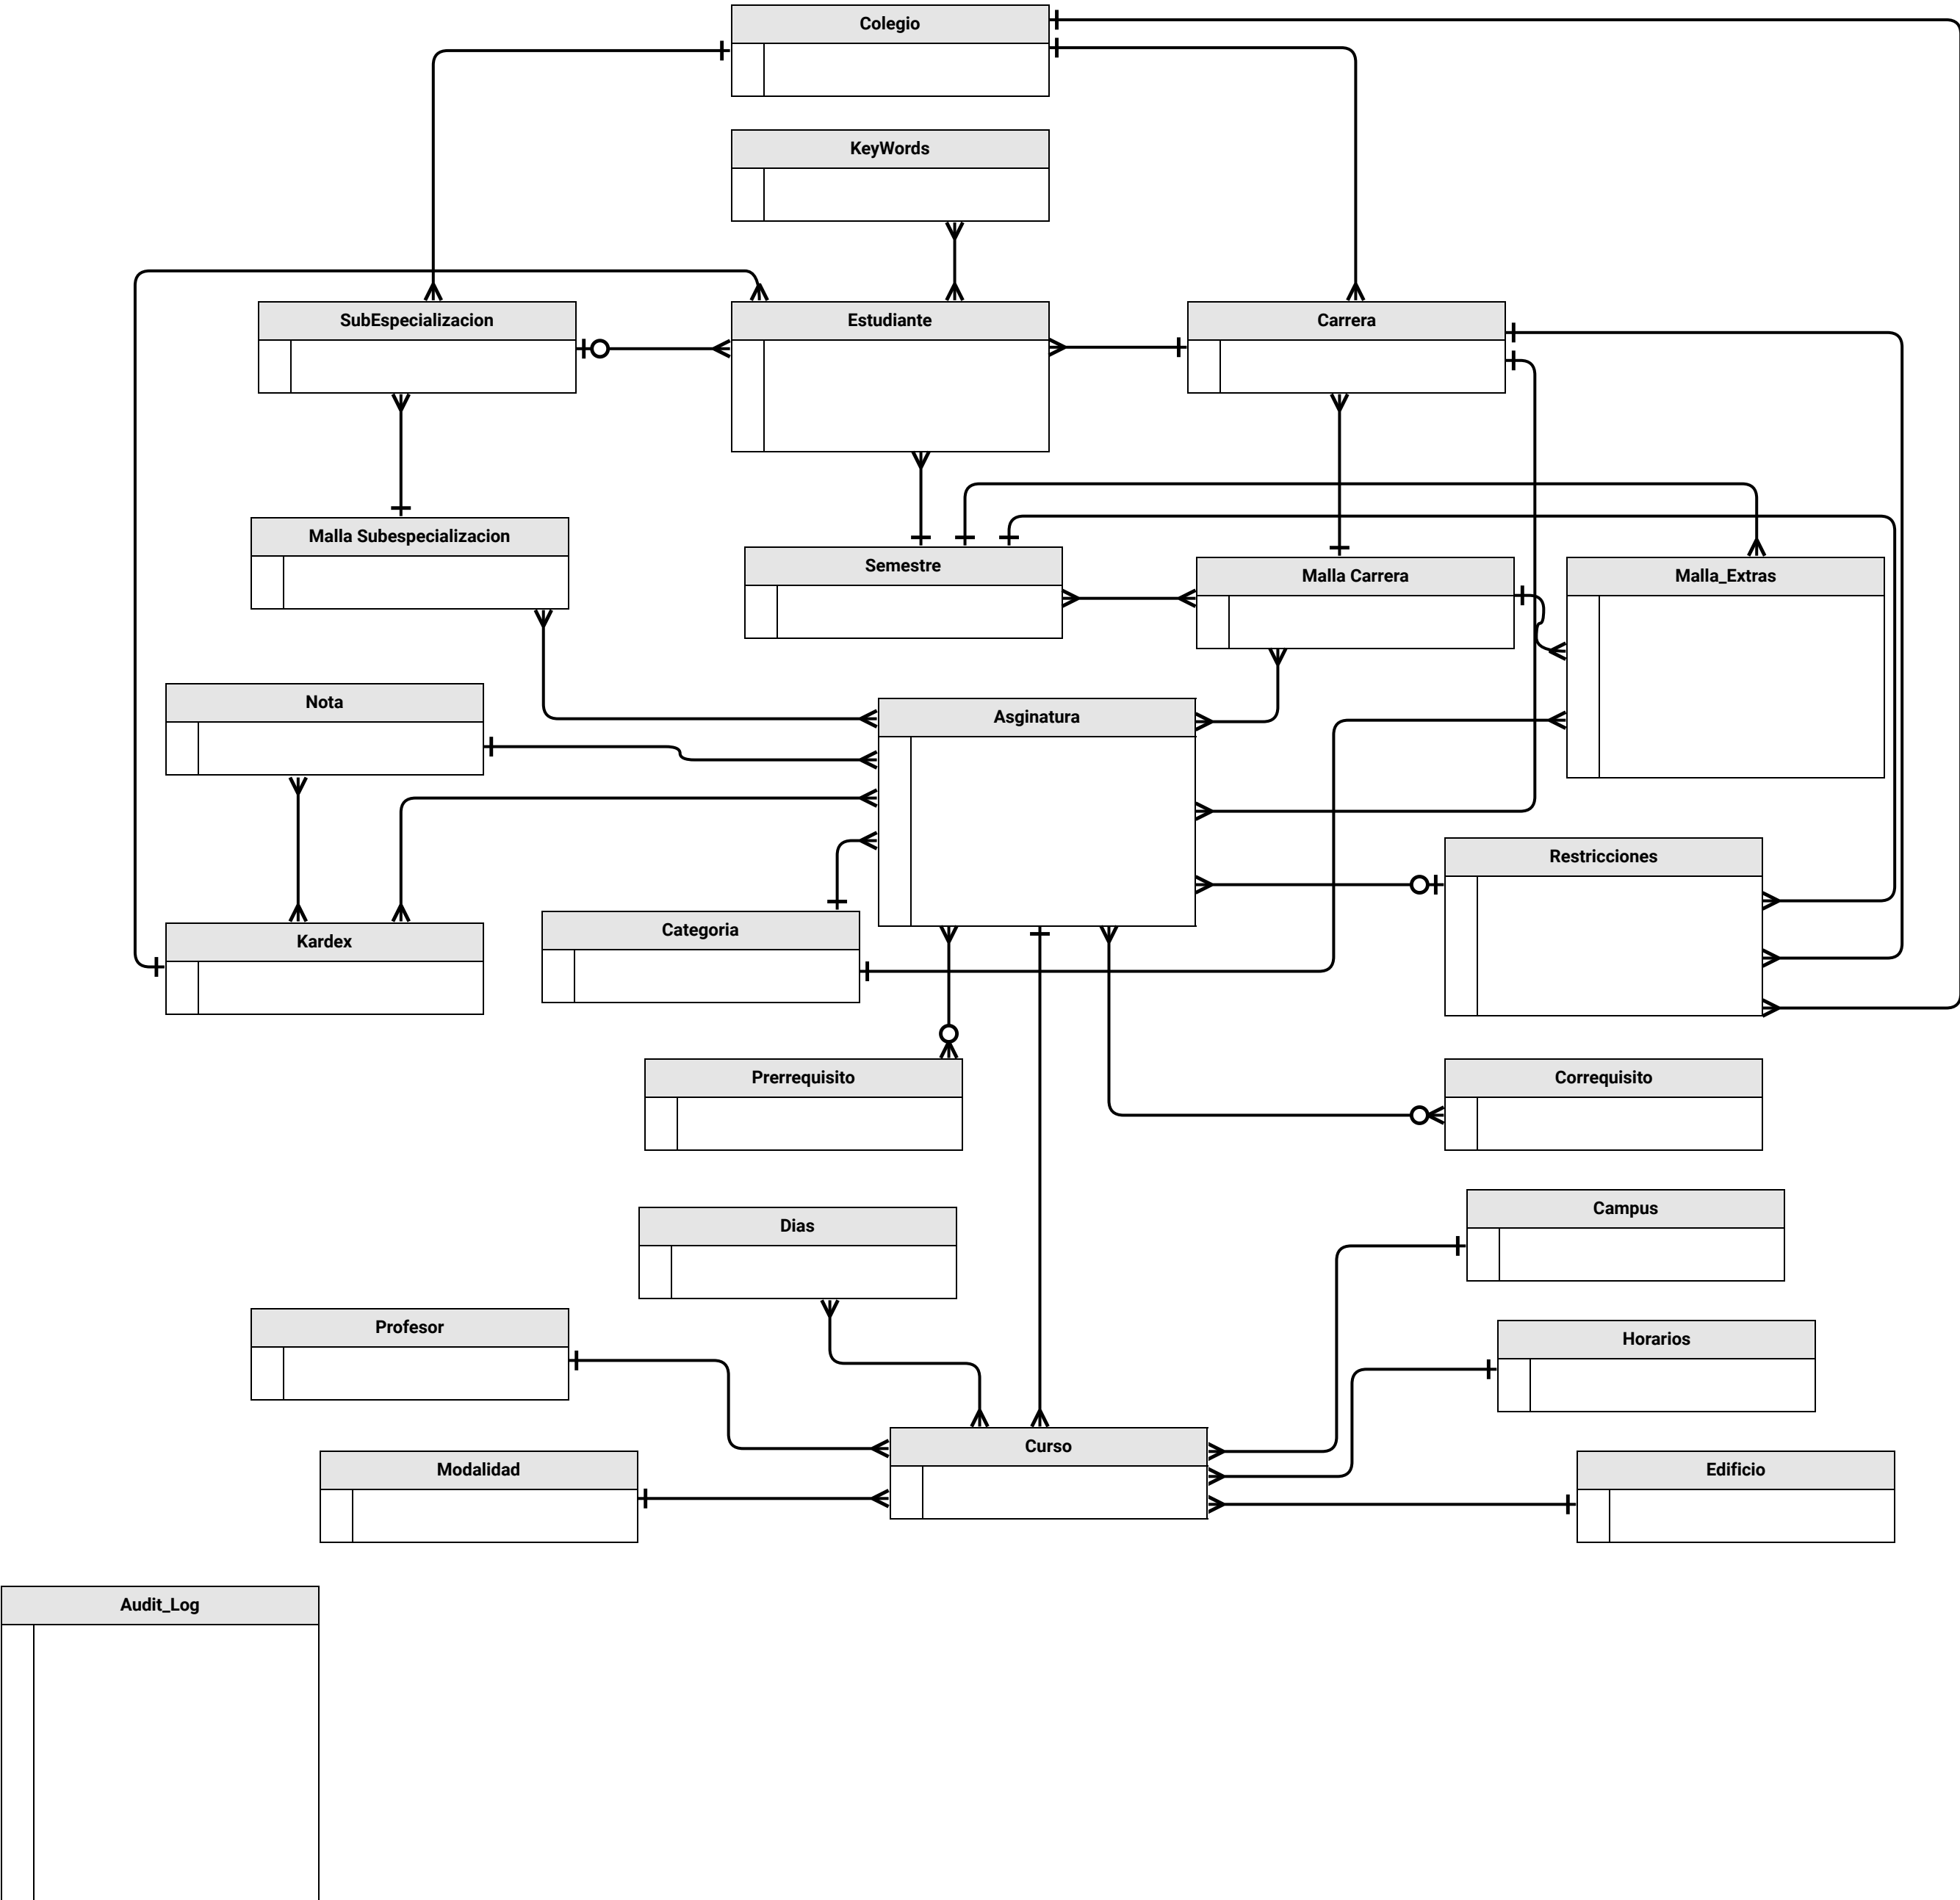 Colegio
KeyWords
SubEspecializacion
Estudiante
Carrera
Malla Subespecializacion
Semestre
Malla Carrera
Malla_Extras
Nota
Asginatura
Restricciones
Categoria
Kardex
Prerrequisito
Correquisito
Campus
Dias
Profesor
Horarios
Curso
Modalidad
Edificio
Audit_Log